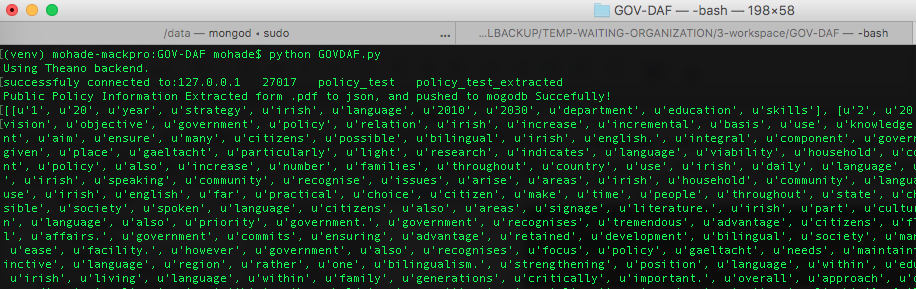 GOV-DAF — -bash — 198×58
/data — mongod ◂ sudo ... ...LBACKUP/TEMP-WAITING-ORGANIZATION/3-workspace/GOV-DAF — -bash
[(venv) mohade-mackpro:GOV-DAF mohade$ python GOVDAF.py
Using Theano backend.
[successfuly connected to:127.0.0.1 27017 policy_test policy_test_extracted
Public Policy Information Extracted form .pdf to json, and pushed to mogodb Succefully!
[[[u'1', u'20', u'year', u'strategy', u'irish', u'language', u'2010', u'2030', u'department', u'education', u'skills'], [u'2', u'20
[vision', u'objective', u'government', u'policy', u'relation', u'irish', u'increase', u'incremental', u'basis', u'use', u'knowledge
nt', u'aim', u'ensure', u'many', u'citizens', u'possible', u'bilingual', u'irish', u'english.', u'integral', u'component', u'govern
given', u'place', u'gaeltacht', u'particularly', u'light', u'research', u'indicates', u'language', u'viability', u'household', u'co
nt', u'policy', u'also', u'increase', u'number', u'families', u'throughout', u'country', u'use', u'irish', u'daily', u'language', u
', u'irish', u'speaking', u'community', u'recognise', u'issues', u'arise', u'areas', u'irish', u'household', u'community', u'langua
use', u'irish', u'english', u'far', u'practical', u'choice', u'citizen', u'make', u'time', u'people', u'throughout', u'state', u'ch
sible', u'society', u'spoken', u'language', u'citizens', u'also', u'areas', u'signage', u'literature.', u'irish', u'part', u'cultur
n', u'language', u'also', u'priority', u'government.', u'government', u'recognises', u'tremendous', u'advantage', u'citizens', u'f
l', u'affairs.', u'government', u'commits', u'ensuring', u'advantage', u'retained', u'development', u'bilingual', u'society', u'man
, u'ease', u'facility.', u'however', u'government', u'also', u'recognises', u'focus', u'policy', u'gaeltacht', u'needs', u'maintai
inctive', u'language', u'region', u'rather', u'one', u'bilingualism.', u'strengthening', u'position', u'language', u'within', u'edu
, u'irish', u'living', u'language', u'within', u'family', u'generations', u'critically', u'important.', u'overall', u'approach', u'